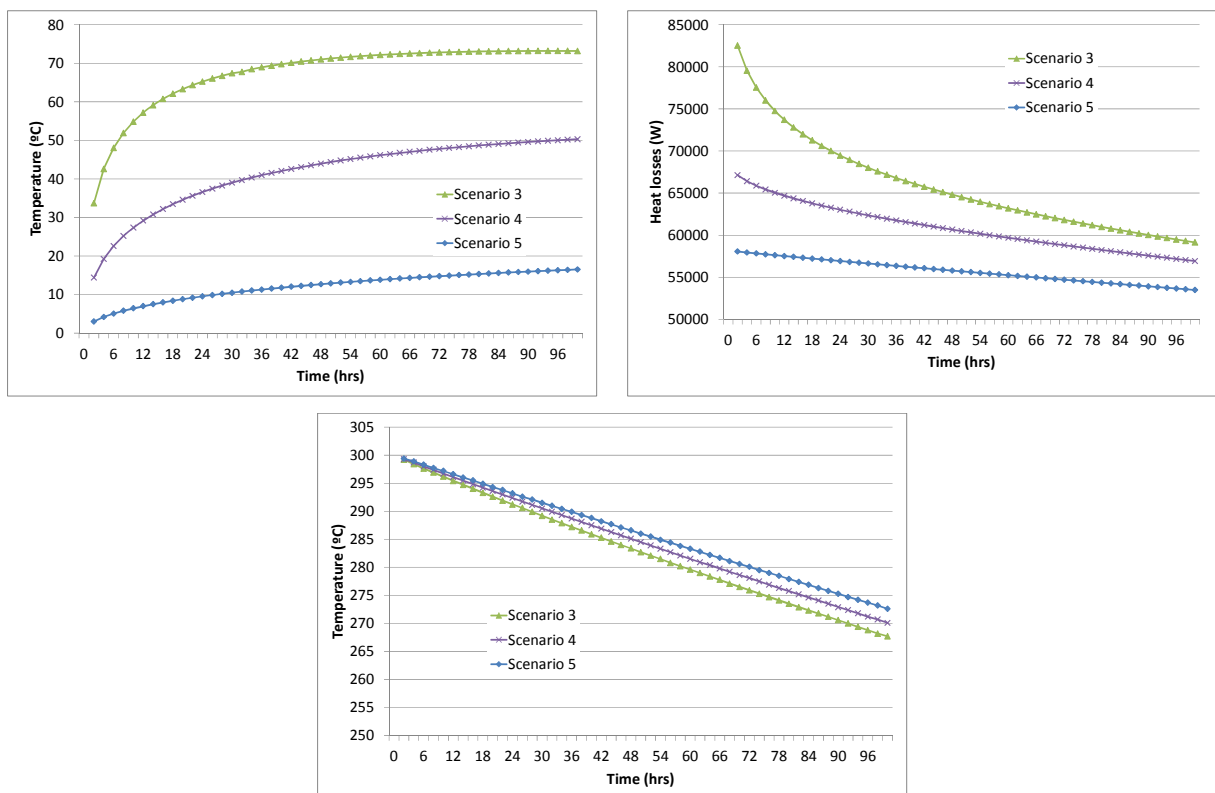 80
70
60
50
40
30
20
10
0
Temperature (ºC)
Scenario 3
Scenario 4
Scenario 5
0 6 12 18 24 30 36 42 48 54 60 66 72 78 84 90 96
Time (hrs)
85000
80000
75000
70000
65000
60000
55000
50000
Heat losses (W)
Scenario 3
Scenario 4
Scenario 5
0 6 12 18 24 30 36 42 48 54 60 66 72 78 84 90 96
Time (hrs)
305
300
295
290
285
280
275
270
265
260
255
250
Temperature (ºC)
Scenario 3
Scenario 4
Scenario 5
0 6 12 18 24 30 36 42 48 54 60 66 72 78 84 90 96
Time (hrs)